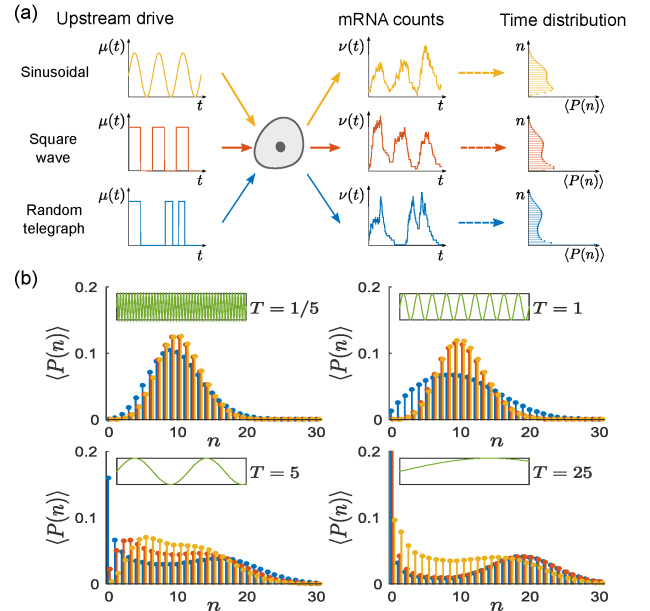 (a)
Upstream drive
mRNA counts
Time distribution
Sinusoidal
μ(t)
t
ν(t)
t
n
⟨P(n)⟩
Square
wave
μ(t)
t
ν(t)
t
n
⟨P(n)⟩
Random
telegraph
μ(t)
t
ν(t)
t
n
⟨P(n)⟩
(b)
0.2
0.1
0
⟨P(n)⟩
T = 1/5
0 10 20 30
n
0.2
0.1
0
⟨P(n)⟩
T = 1
0 10 20 30
n
0.2
0.1
0
⟨P(n)⟩
T = 5
0 10 20 30
n
0.2
0.1
0
⟨P(n)⟩
T = 25
0 10 20 30
n